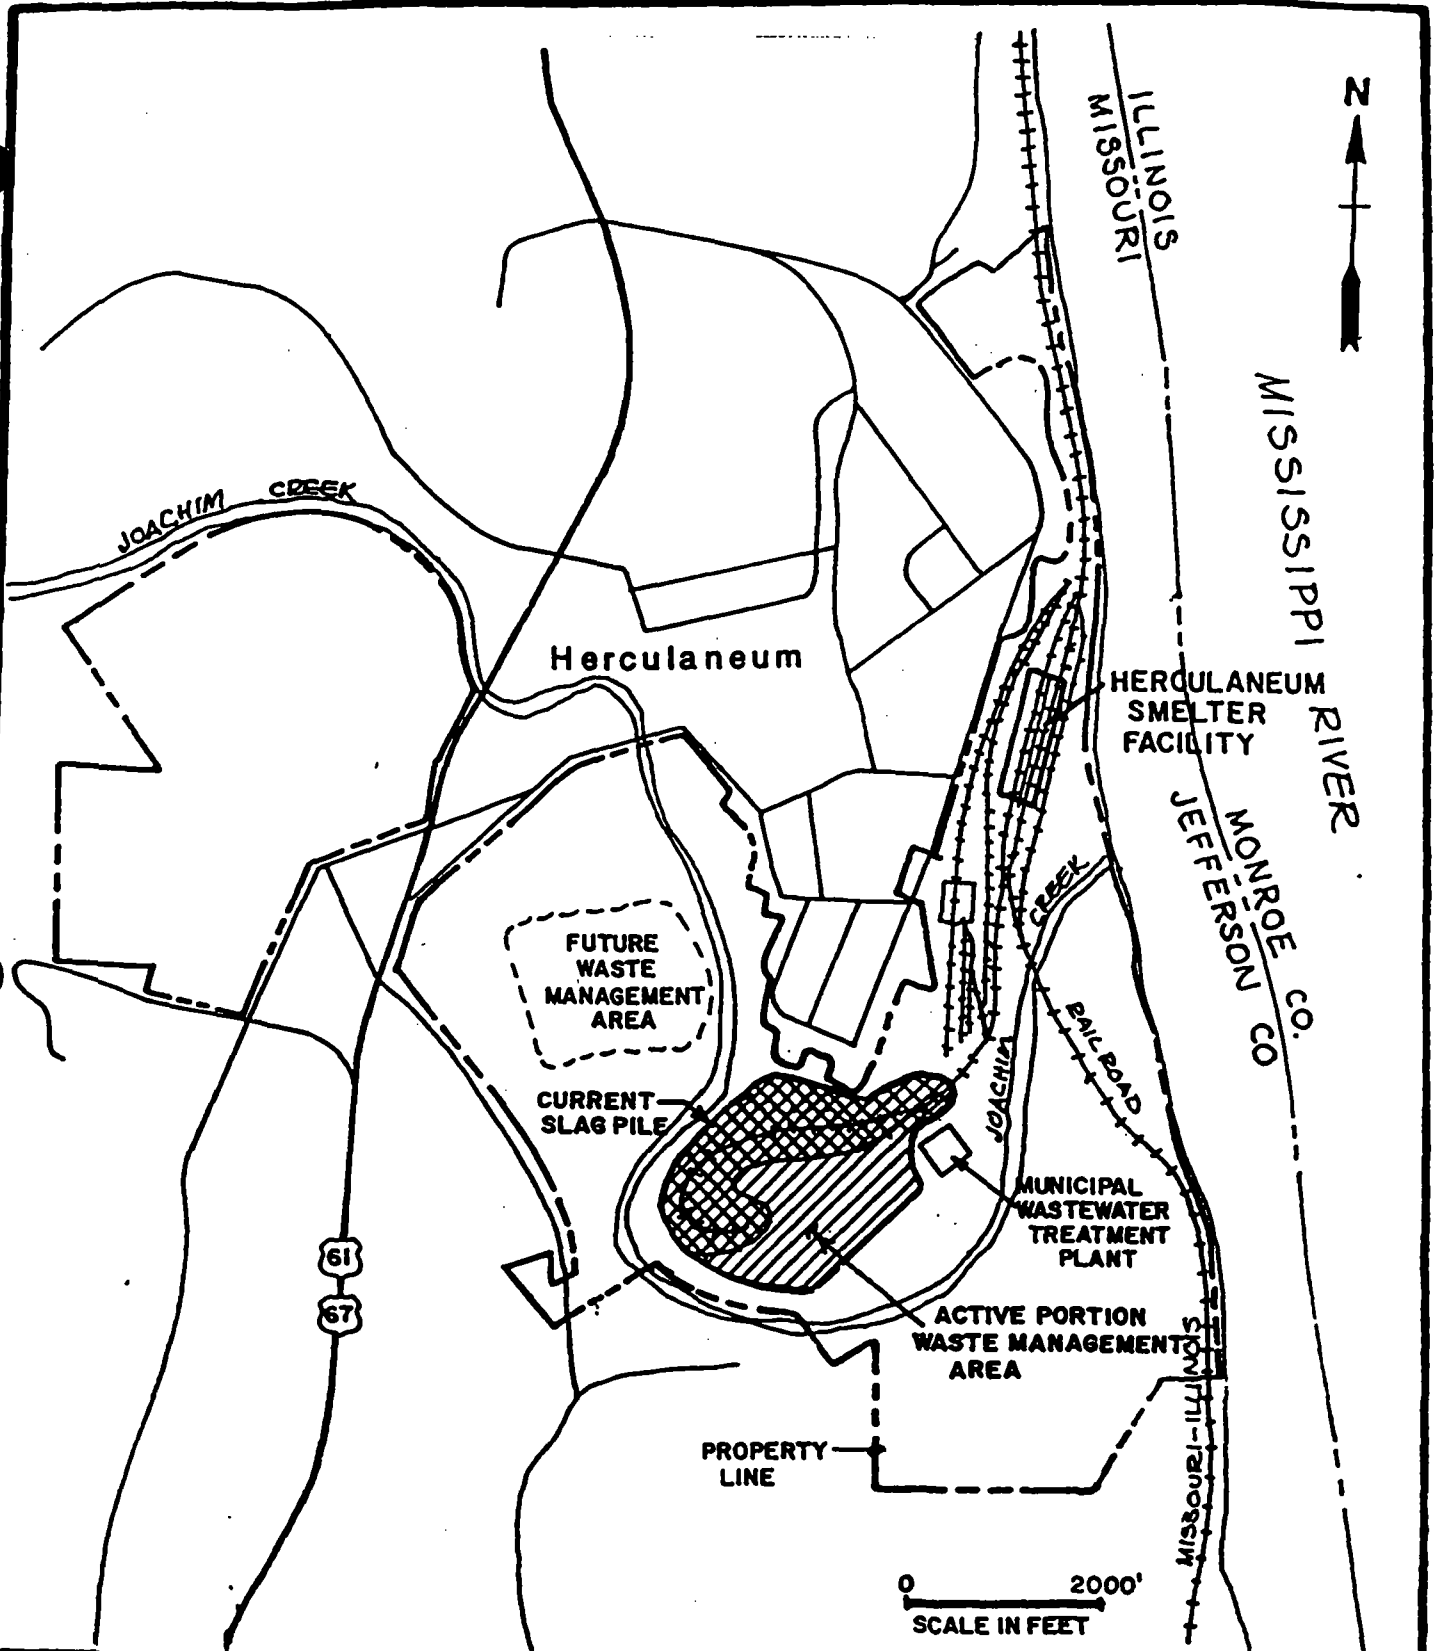 N
ILLINOIS
MISSOURI
MISSISSIPPI RIVER
JOACHIM CREEK
Herculaneum
HERCULANEUM
SMELTER
FACILITY
MONROE CO.
JEFFERSON CO
CREEK
FUTURE
WASTE
MANAGEMENT
AREA
RAILROAD
JOACHIM
CURRENT
SLAG PILE
MUNICIPAL
WASTEWATER
TREATMENT
PLANT
61
67
ACTIVE PORTION
WASTE MANAGEMENT
AREA
MISSOURI-ILLINOIS
PROPERTY
LINE
0 2000'
SCALE IN FEET